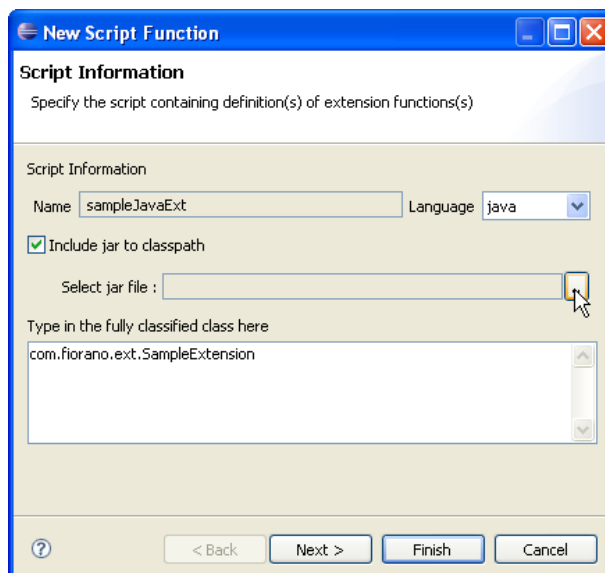 New Script Function
Script Information
Specify the script containing definition(s) of extension functions(s)
Script Information
Name sampleJavaExt Language java
Include jar to classpath
Select jar file :
Type in the fully classified class here
com.fiorano.ext.SampleExtension
? < Back Next > Finish Cancel